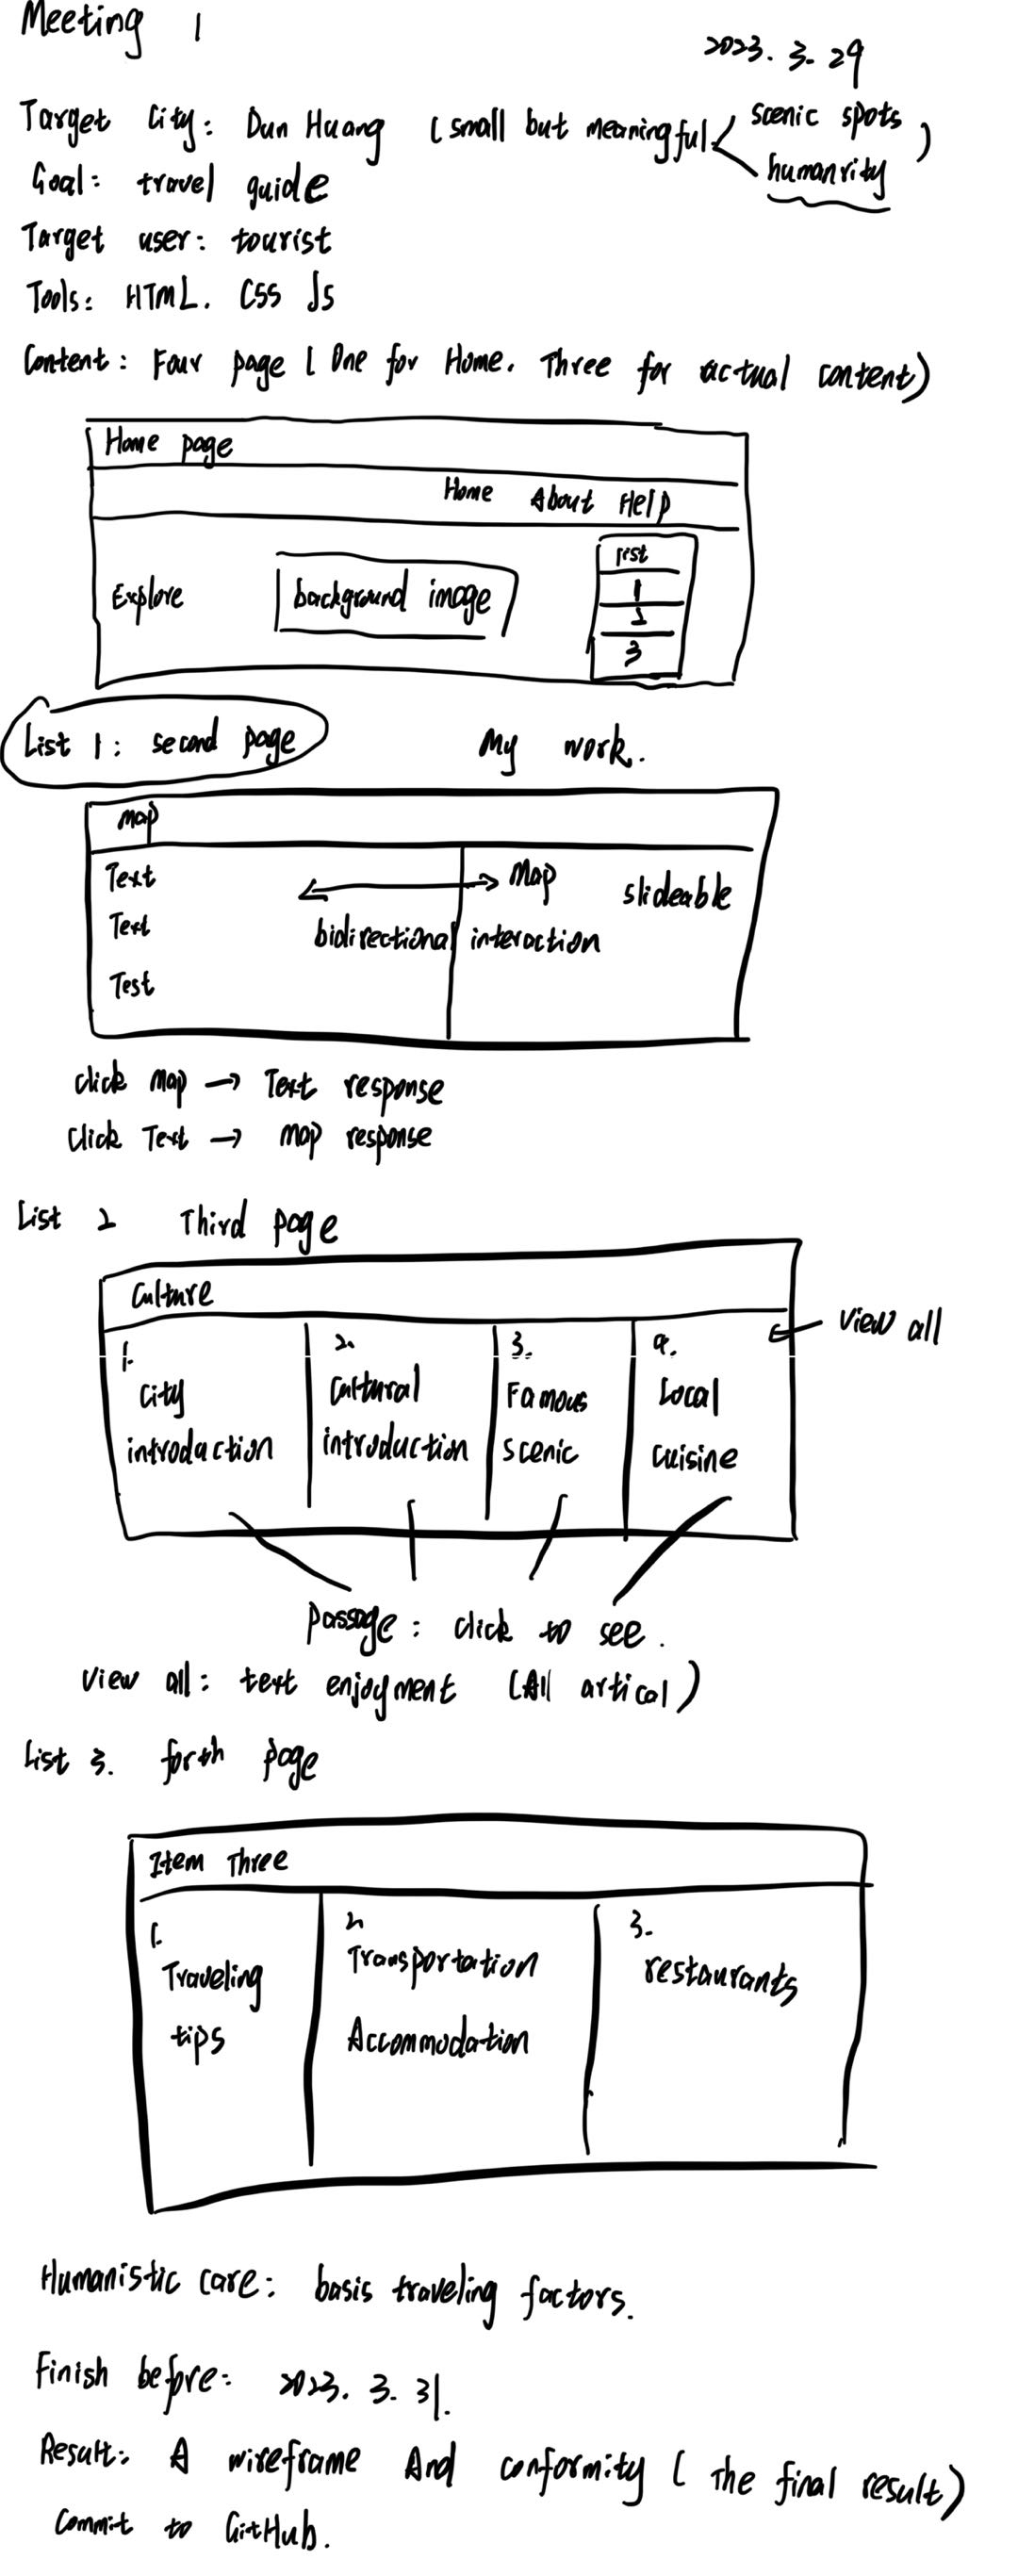 Meeting 1
2023. 3. 29
Target City: Dun Huang (small but meaningful scenic spots)
humanrity
Goal: travel guide
Target user: tourist
Tools: HTML. CSS Js
Content: Four page (One for Home. Three for actual content)
Home page
Home About Help
Explore background image list
1
2
3
List 1: second page My work.
Map
Text Map slideable
Text bidirectional interaction
Test
click Map → Text response
Click Text → Map response
List 2 Third page
Culture
View all
1. 2. 3. 4.
City Cultural Famous Local
introduction introduction scenic cuisine
Passage: click to see.
View all: text enjoyment (All artical)
List 3. forth page
Item Three
1. 2. 3.
Traveling Transportation restaurants
tips Accommodation
Humanistic care: basis traveling factors.
Finish before: 2023. 3. 31.
Result: A wireframe And conformity (the final result)
Commit to GitHub.